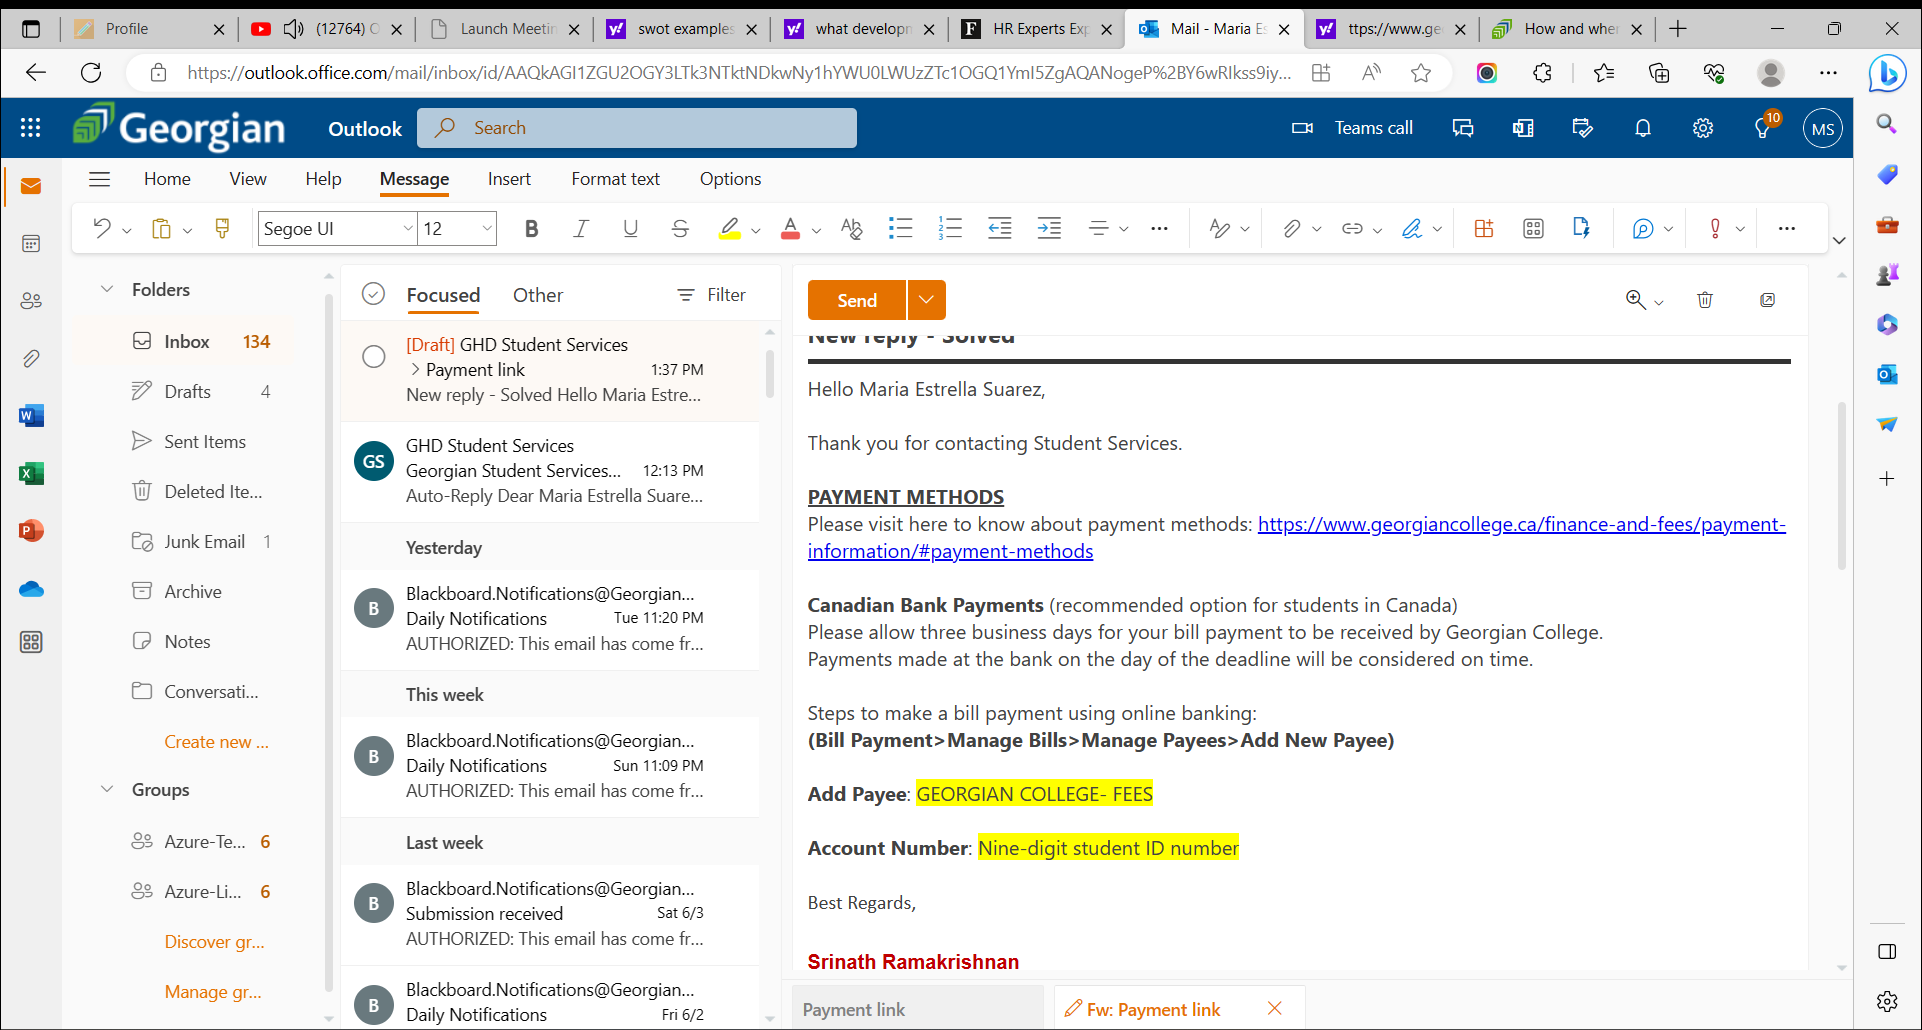 Profile
(12764) O
Launch Meetin
swot examples
what developm
HR Experts Exp
Mail - Maria Es
ttps://www.geo
How and when
https://outlook.office.com/mail/inbox/id/AAQkAGI1ZGU2OGY3LTk3NTktNDkwNy1hYWU0LWUzZTc1OGQ1YmI5ZgAQANogeP%2BY6wRIkss9iy...
Georgian
Outlook
Search
Teams call
10
MS
Home
View
Help
Message
Insert
Format text
Options
Segoe UI
12
Folders
Inbox 134
Drafts 4
Sent Items
Deleted Ite...
Junk Email 1
Archive
Notes
Conversati...
Create new ...
Groups
Azure-Te... 6
Azure-Li... 6
Discover gr...
Manage gr...
Focused
Other
Filter
[Draft] GHD Student Services
Payment link 1:37 PM
New reply - Solved Hello Maria Estre...
GS
GHD Student Services
Georgian Student Services... 12:13 PM
Auto-Reply Dear Maria Estrella Suare...
Yesterday
B
Blackboard.Notifications@Georgian...
Daily Notifications Tue 11:20 PM
AUTHORIZED: This email has come fr...
This week
B
Blackboard.Notifications@Georgian...
Daily Notifications Sun 11:09 PM
AUTHORIZED: This email has come fr...
Last week
B
Blackboard.Notifications@Georgian...
Submission received Sat 6/3
AUTHORIZED: This email has come fr...
B
Blackboard.Notifications@Georgian...
Daily Notifications Fri 6/2
Send
New reply - Solved
Hello Maria Estrella Suarez,
Thank you for contacting Student Services.
PAYMENT METHODS
Please visit here to know about payment methods: https://www.georgiancollege.ca/finance-and-fees/payment-
information/#payment-methods
Canadian Bank Payments (recommended option for students in Canada)
Please allow three business days for your bill payment to be received by Georgian College.
Payments made at the bank on the day of the deadline will be considered on time.
Steps to make a bill payment using online banking:
(Bill Payment>Manage Bills>Manage Payees>Add New Payee)
Add Payee: GEORGIAN COLLEGE- FEES
Account Number: Nine-digit student ID number
Best Regards,
Srinath Ramakrishnan
Payment link
Fw: Payment link